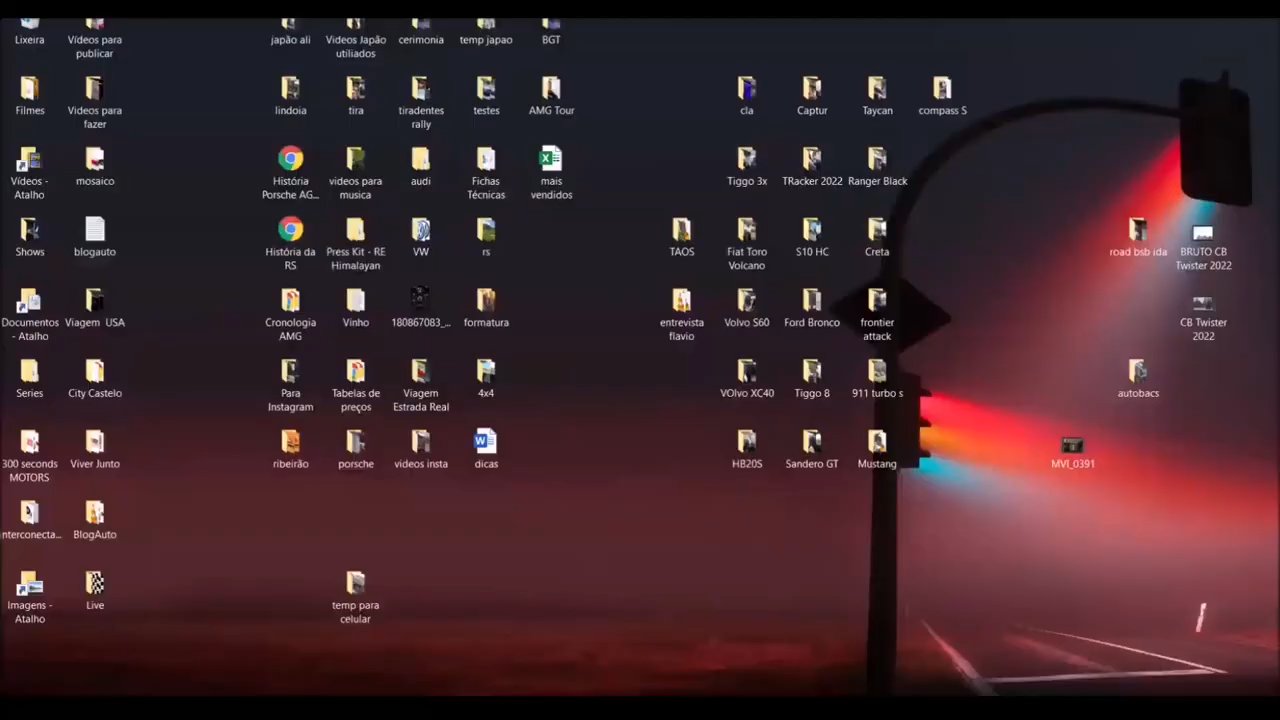 Lixeira
Vídeos para
publicar
japão ali
Videos Japão
utiliados
cerimonia
temp japao
BGT
Filmes
Videos para
fazer
lindoia
tira
tiradentes
rally
testes
AMG Tour
cla
Captur
Taycan
compass S
Vídeos -
Atalho
mosaico
História
Porsche AG...
videos para
musica
audi
Fichas
Técnicas
mais
vendidos
Tiggo 3x
TRacker 2022
Ranger Black
Shows
blogauto
História da
RS
Press Kit - RE
Himalayan
VW
rs
TAOS
Fiat Toro
Volcano
S10 HC
Creta
road bsb ida
BRUTO CB
Twister 2022
Documentos
- Atalho
Viagem USA
Cronologia
AMG
Vinho
180867083_...
formatura
entrevista
flavio
Volvo S60
Ford Bronco
frontier
attack
CB Twister
2022
Series
City Castelo
Para
Instagram
Tabelas de
preços
Viagem
Estrada Real
4x4
VOlvo XC40
Tiggo 8
911 turbo s
autobacs
300 seconds
MOTORS
Viver Junto
ribeirão
porsche
videos insta
dicas
HB20S
Sandero GT
Mustang
MVI_0391
nterconecta...
BlogAuto
Imagens -
Atalho
Live
temp para
celular